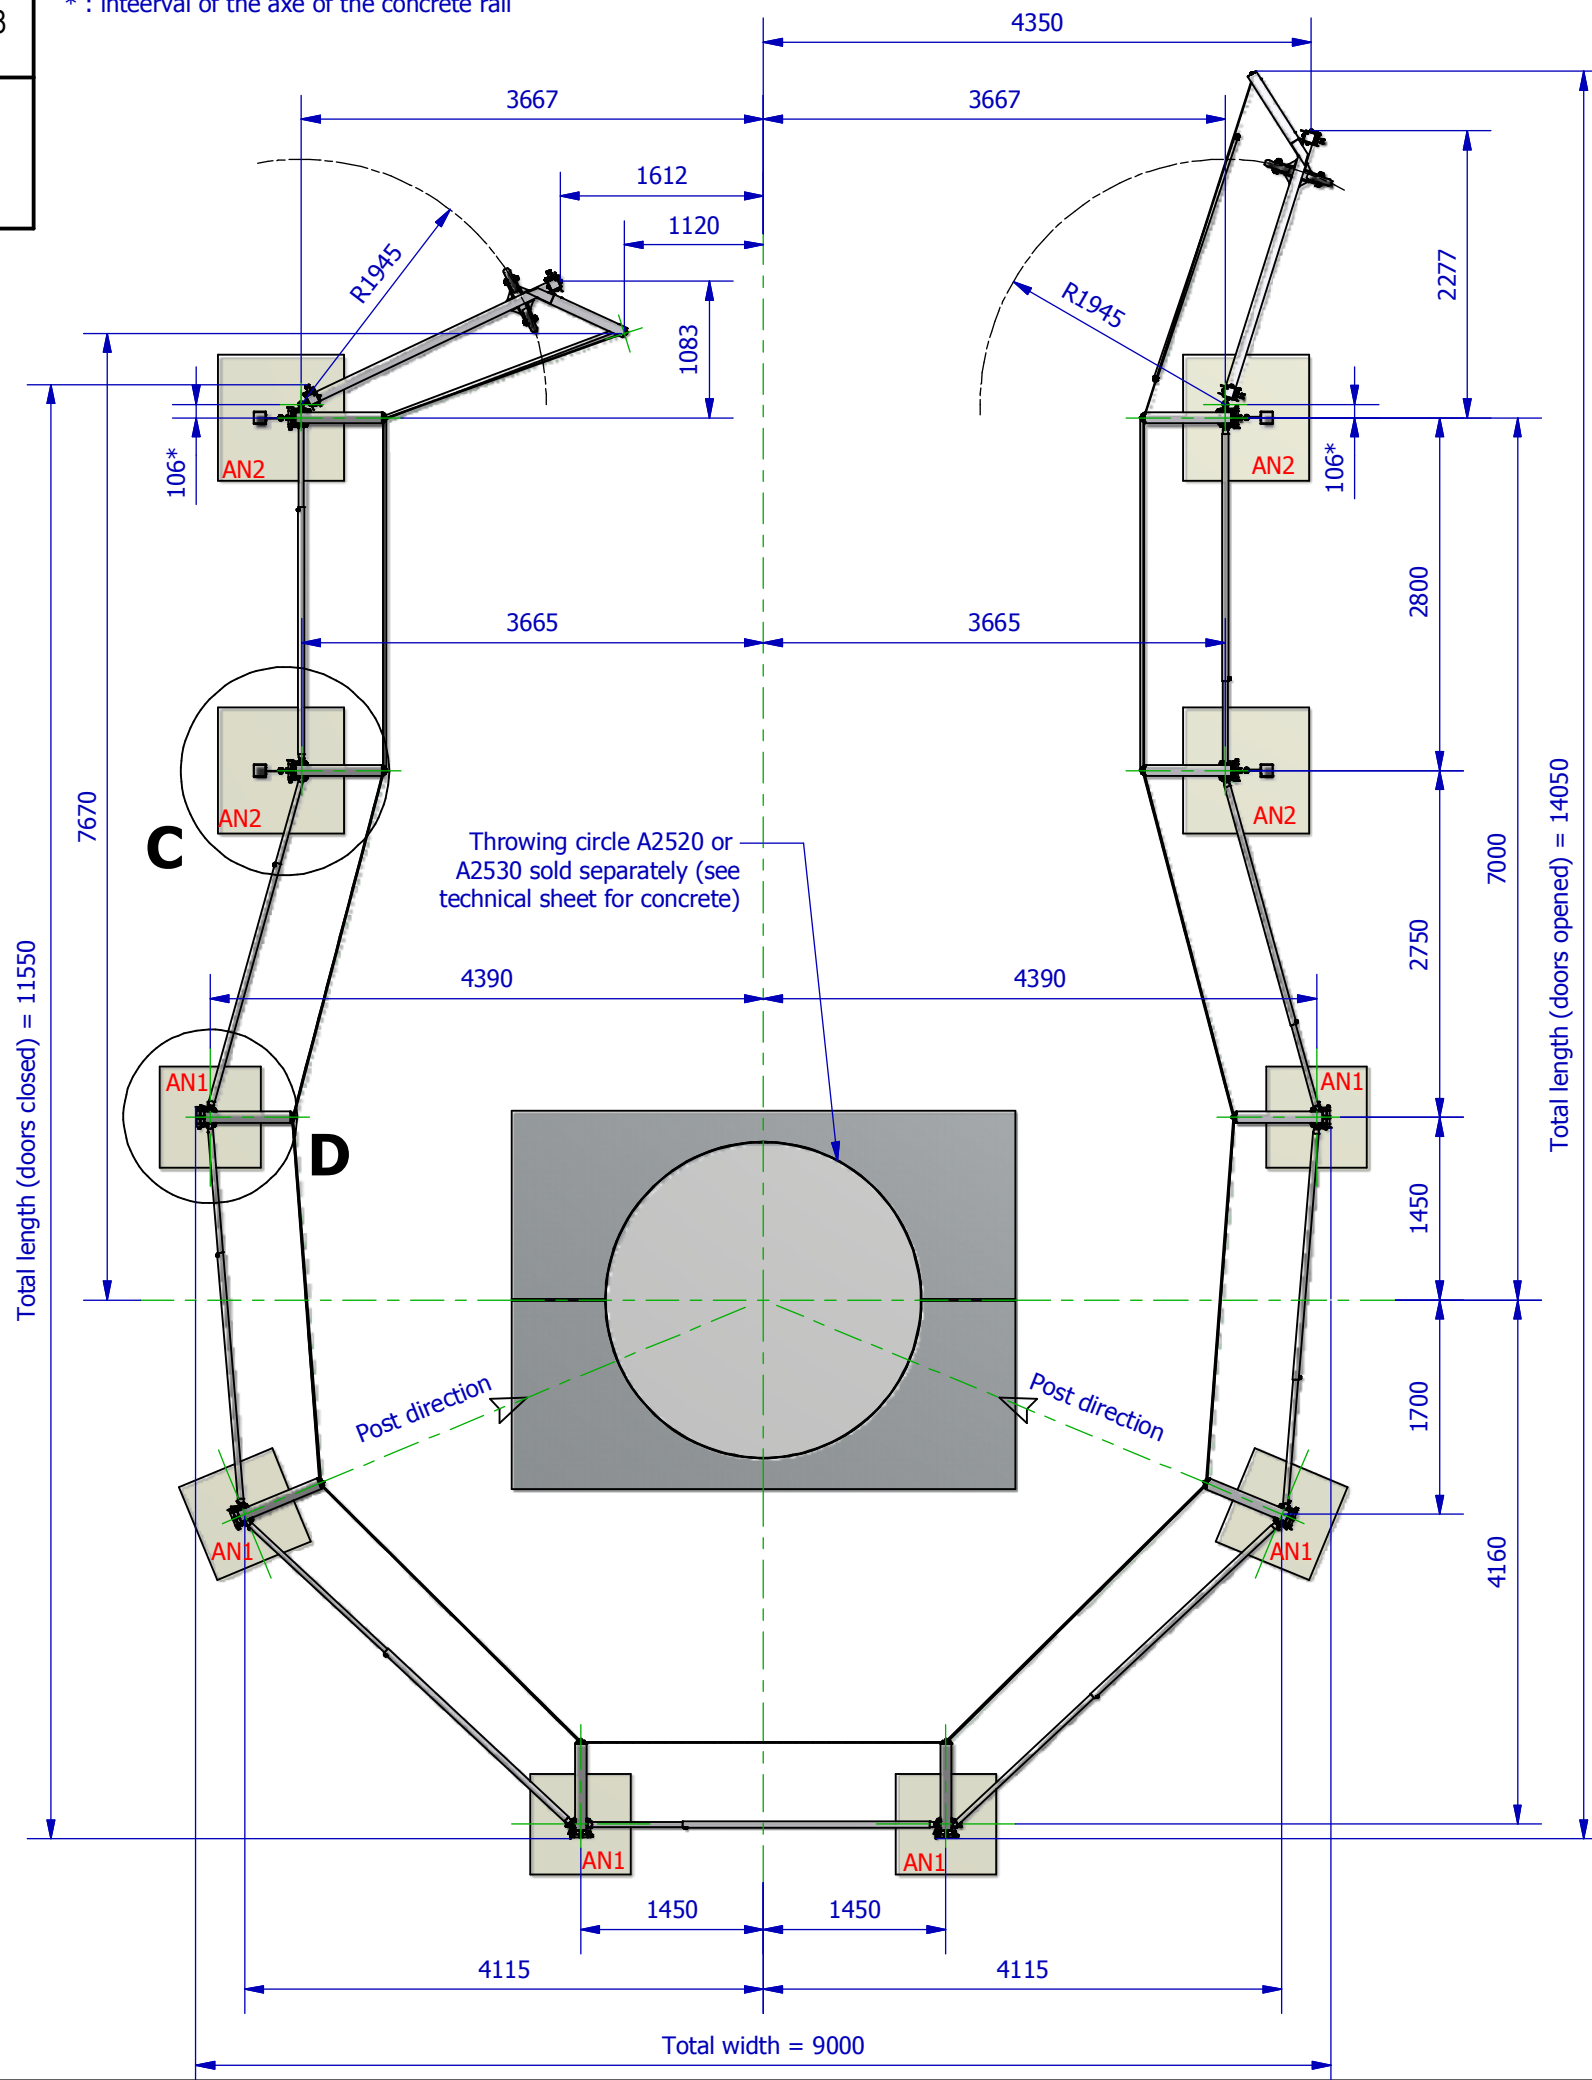 * : inteerval of the axe of the concrete rail
4350
3667
3667
1612
1120
R1945
R1945
1083
2277
106*
106*
AN2
AN2
2800
3665
3665
AN2
AN2
C
7670
Throwing circle A2520 or
A2530 sold separately (see
technical sheet for concrete)
7000
2750
Total length (doors opened) = 14050
Total length (doors closed) = 11550
4390
4390
AN1
AN1
D
1450
1700
Post direction
Post direction
AN1
AN1
4160
AN1
AN1
1450
1450
4115
4115
Total width = 9000